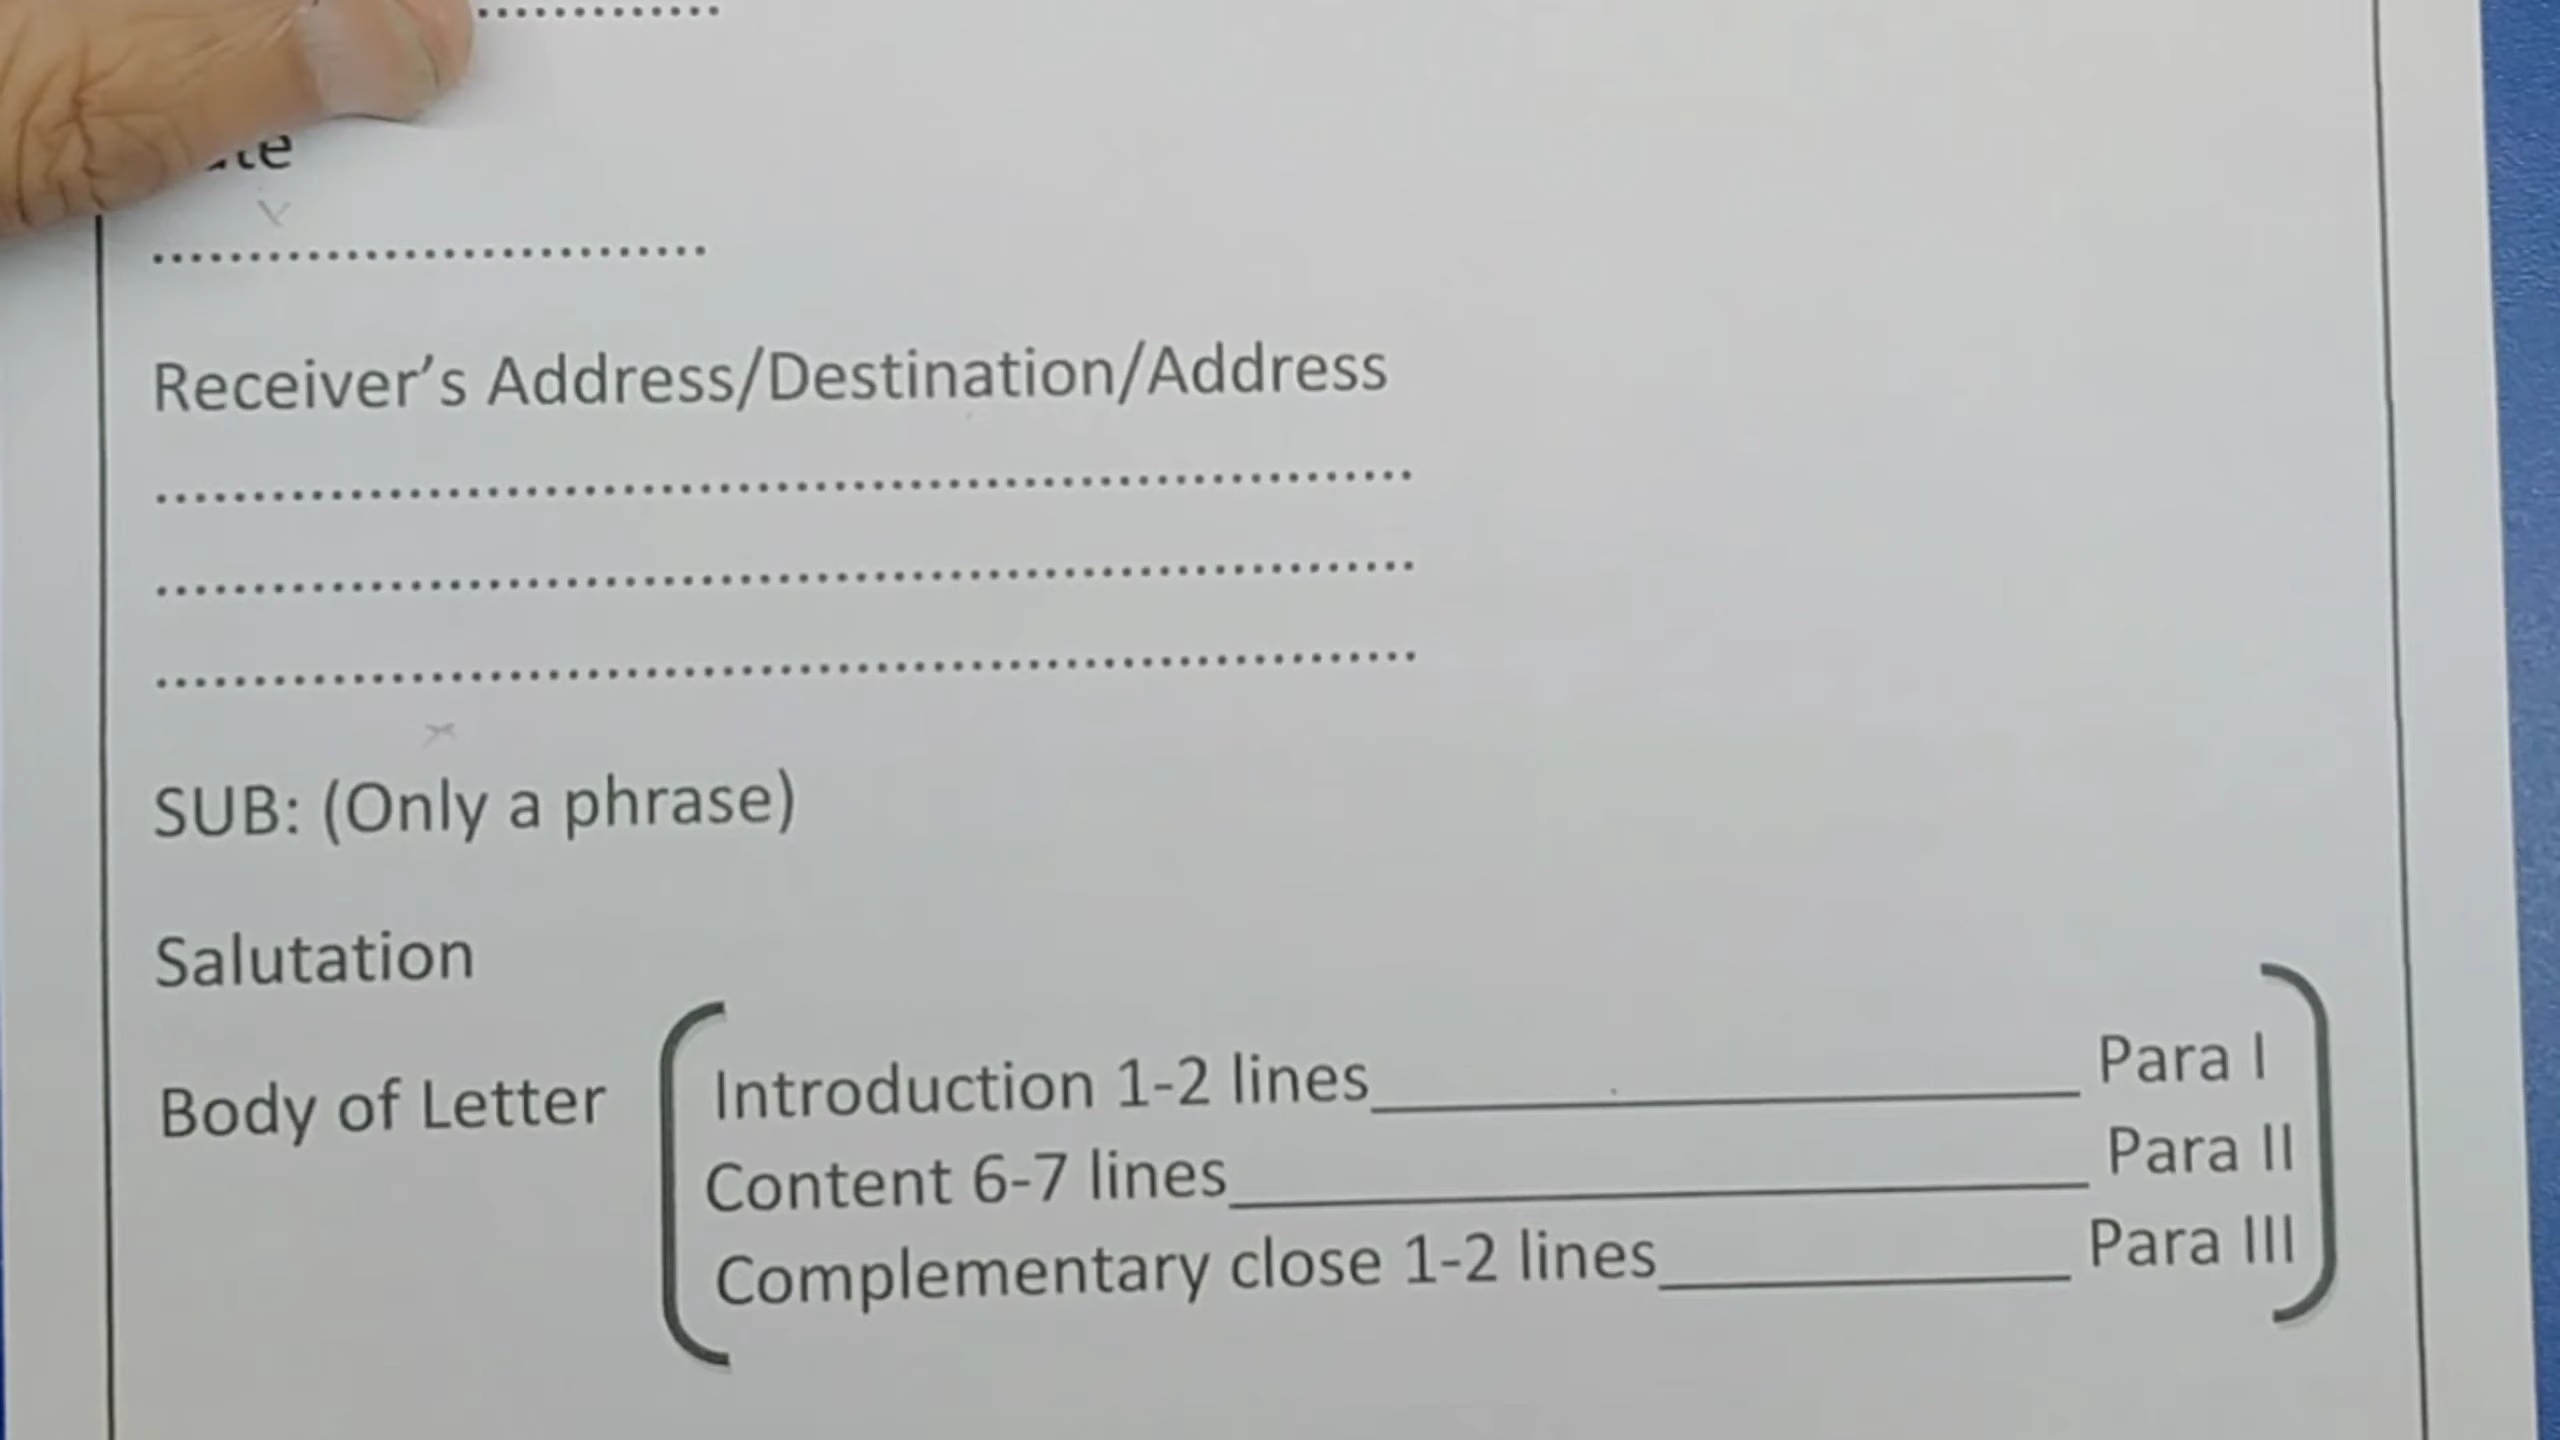 Receiver's Address/Destination/Address
SUB: (Only a phrase)
Salutation
Body of Letter
Introduction 1-2 lines Para I
Content 6-7 lines Para II
Complementary close 1-2 lines Para III